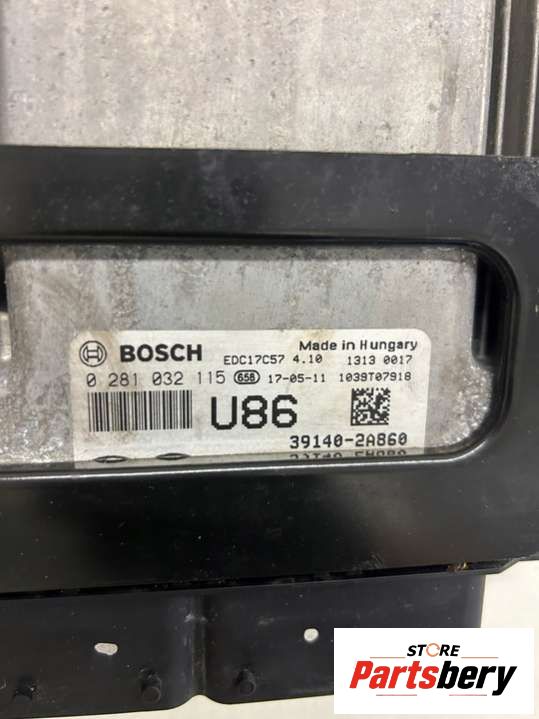 BOSCH EDC17C57 4.10 Made in Hungary 1313 0017
0 281 032 115 658 17-05-11 1039T07918
U86
39140-2A860
STORE
Partsbery